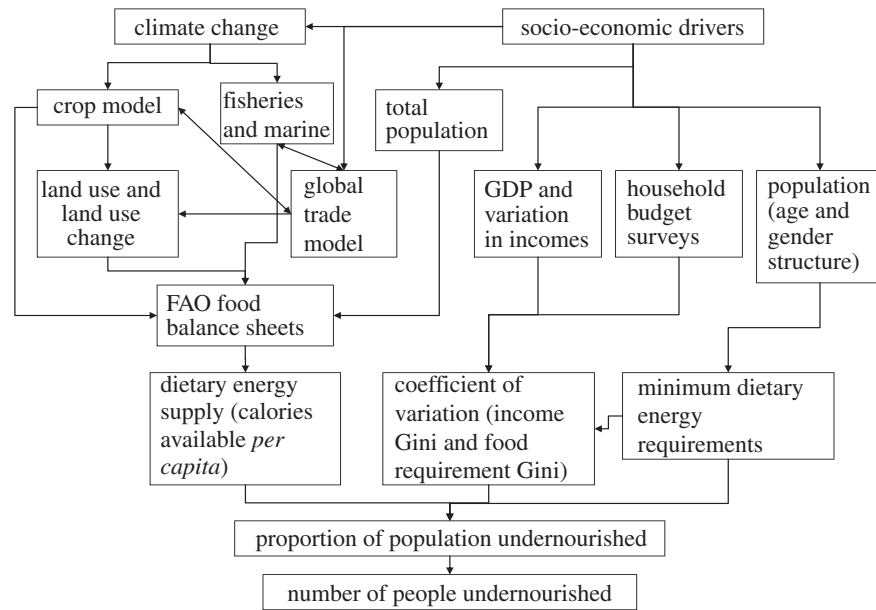 climate change
socio-economic drivers
crop model
fisheries
and marine
total
population
land use and
land use
change
global
trade
model
GDP and
variation
in incomes
household
budget
surveys
population
(age and
gender
structure)
FAO food
balance sheets
dietary energy
supply (calories
available per
capita)
coefficient of
variation (income
Gini and food
requirement Gini)
minimum dietary
energy
requirements
proportion of population undernourished
number of people undernourished